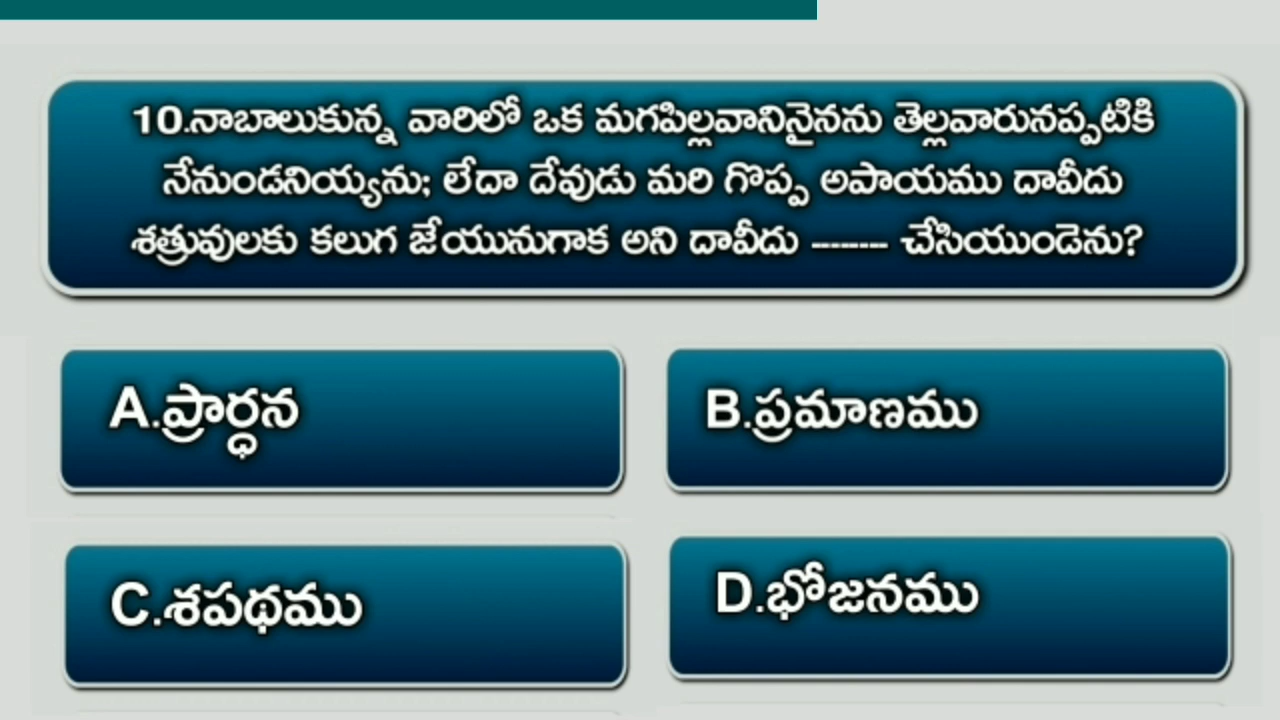 10.నాబాలుకున్న వారిలో ఒక మగపిల్లవానినైనను తెల్లవారునప్పటికి
నేనుండనియ్యను; లేదా దేవుడు మరి గొప్ప అపాయము దావీదు
శత్రువులకు కలుగ జేయునుగాక అని దావీదు -------- చేసియుండెను?
A.ప్రార్ధన
B.ప్రమాణము
C.శపథము
D.భోజనము